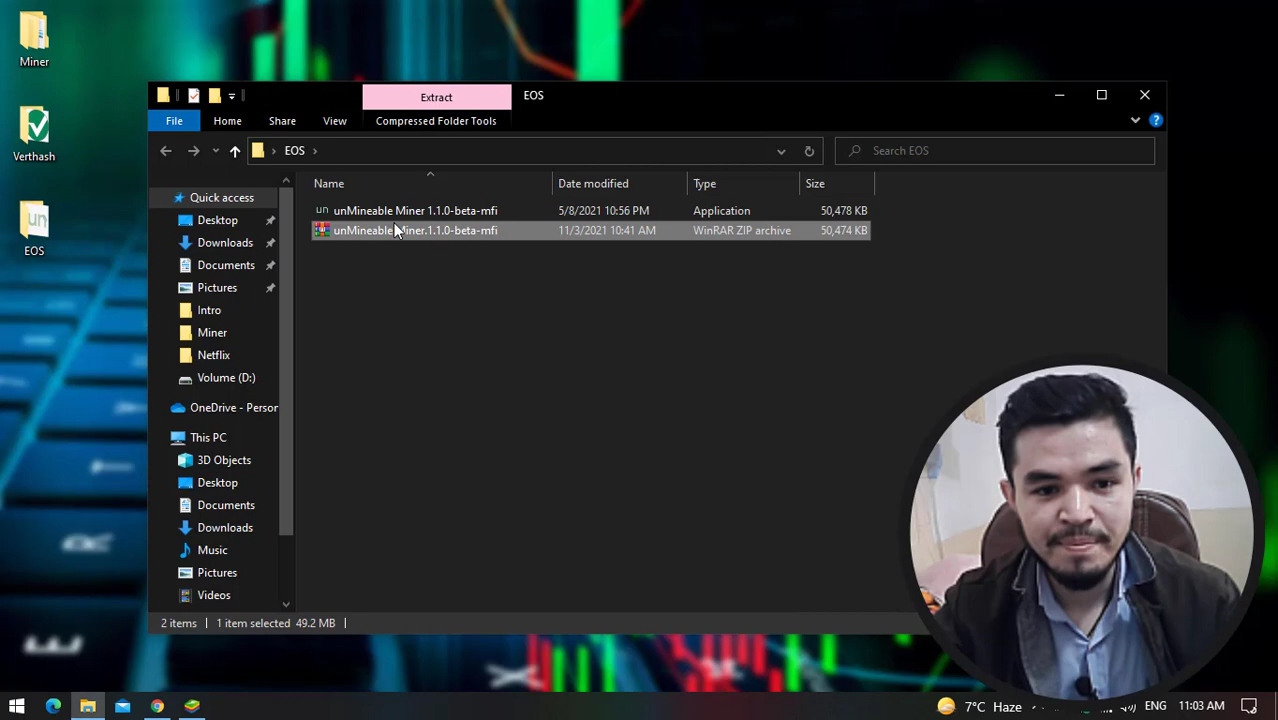 Miner
Verthash
EOS
Extract
EOS
File
Home
Share
View
Compressed Folder Tools
EOS
Search EOS
Name
Date modified
Type
Size
un unMineable Miner 1.1.0-beta-mfi 5/8/2021 10:56 PM Application 50,478 KB
unMineable Miner.1.1.0-beta-mfi 11/3/2021 10:41 AM WinRAR ZIP archive 50,474 KB
Quick access
Desktop
Downloads
Documents
Pictures
Intro
Miner
Netflix
Volume (D:)
OneDrive - Person
This PC
3D Objects
Desktop
Documents
Downloads
Music
Pictures
Videos
2 items
1 item selected 49.2 MB
7°C Haze
ENG
11:03 AM